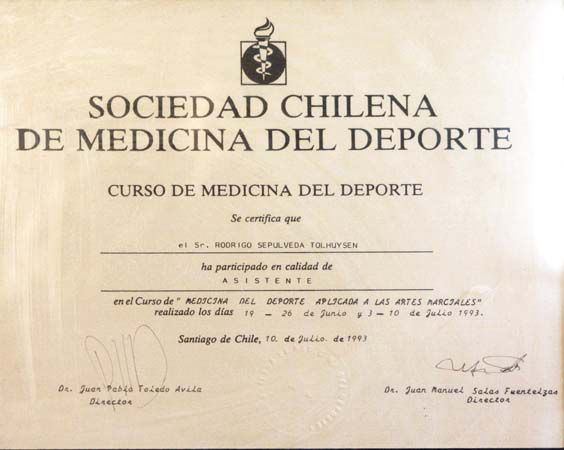 SOCIEDAD CHILENA
DE MEDICINA DEL DEPORTE
CURSO DE MEDICINA DEL DEPORTE
Se certifica que
el Sr. RODRIGO SEPULVEDA TOLHUYSEN
ha participado en calidad de
ASISTENTE
en el Curso de " MEDICINA DEL DEPORTE APLICADA A LAS ARTES MARCIALES"
realizado los días 19 - 26 de Junio y 3 - 10 de Julio 1993.
Santiago de Chile, 10. de Julio. de 1993
Dr. Juan Pablo Toledo Avila
Director
Dr. Juan Manuel Salas Fuentelzas
Director